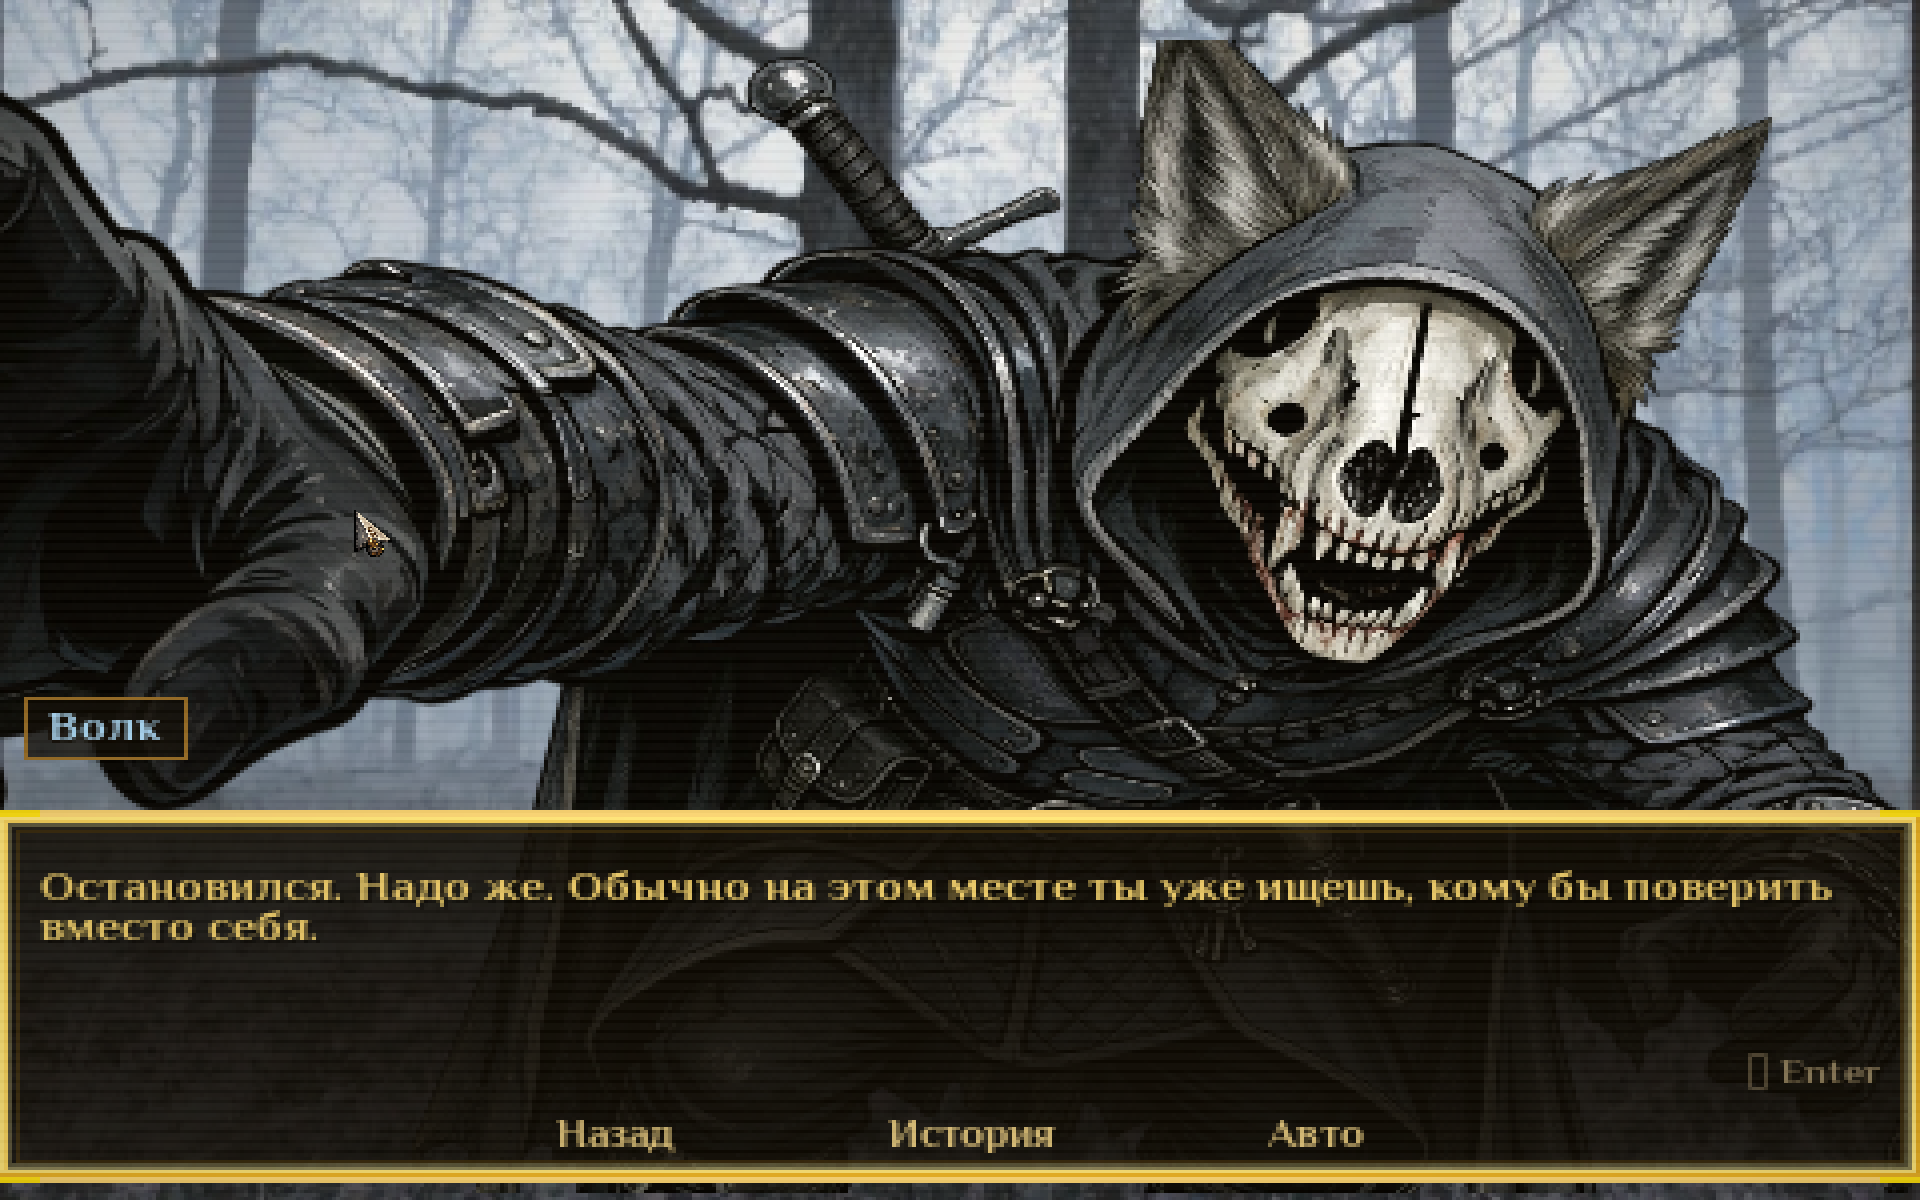 Волк
Остановился. Надо же. Обычно на этом месте ты уже ищешь, кому бы поверить
вместо себя.
Enter
Назад История Авто